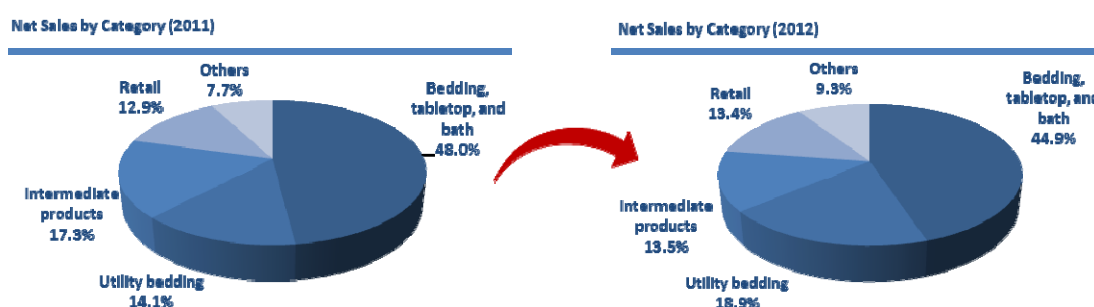 Net Sales by Category (2011)
Others
7.7%
Retail
12.9%
Bedding,
tabletop, and
bath
48.0%
Intermediate
products
17.3%
Utility bedding
14.1%
Net Sales by Category (2012)
Others
9.3%
Retail
13.4%
Bedding,
tabletop, and
bath
44.9%
Intermediate
products
13.5%
Utility bedding
18.9%